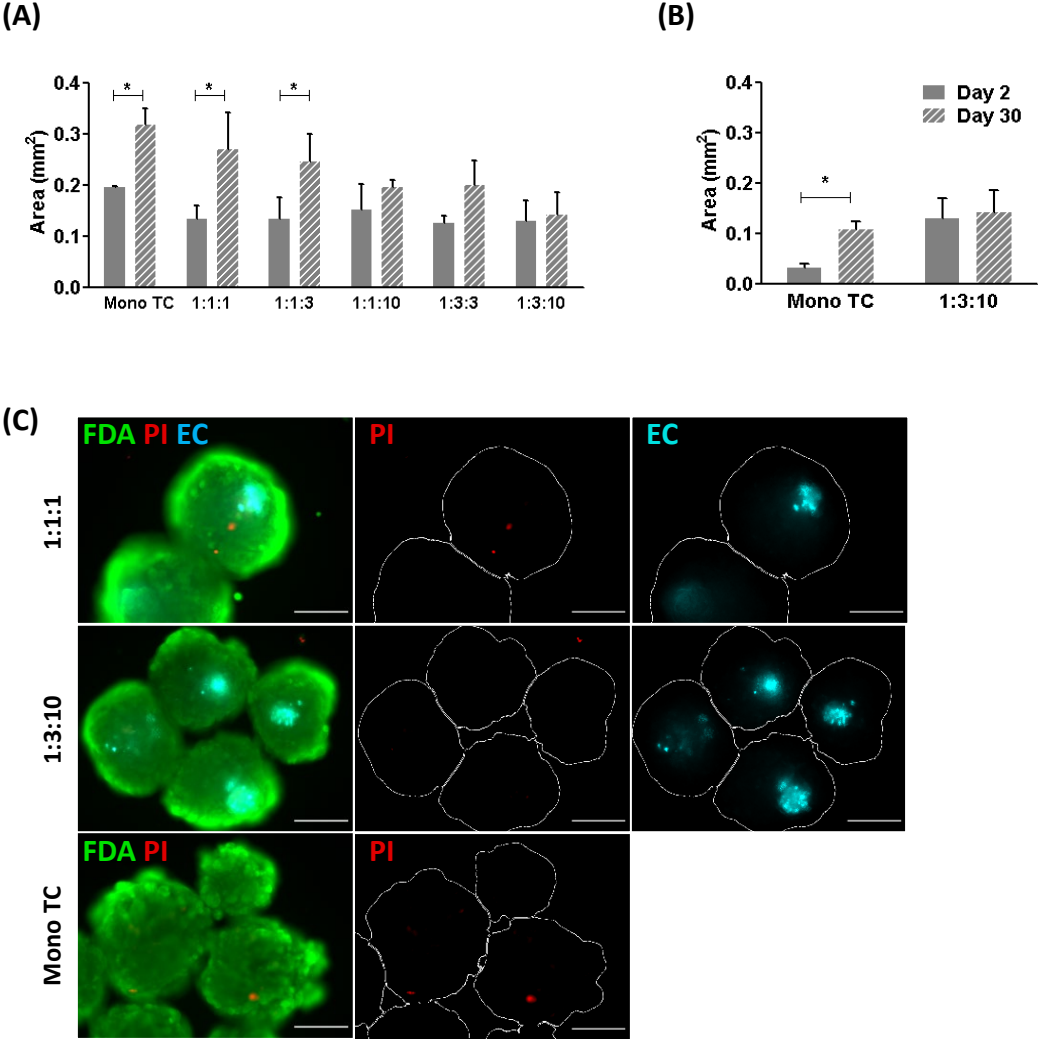 (A)
(B)
Area (mm²)
0.4
0.3
0.2
0.1
0.0
* * *
Mono TC 1:1:1 1:1:3 1:1:10 1:3:3 1:3:10
Area (mm²)
0.4
0.3
0.2
0.1
0.0
*
Day 2
Day 30
Mono TC 1:3:10
(C)
1:1:1
FDA PI EC
PI
EC
1:3:10
Mono TC
FDA PI
PI